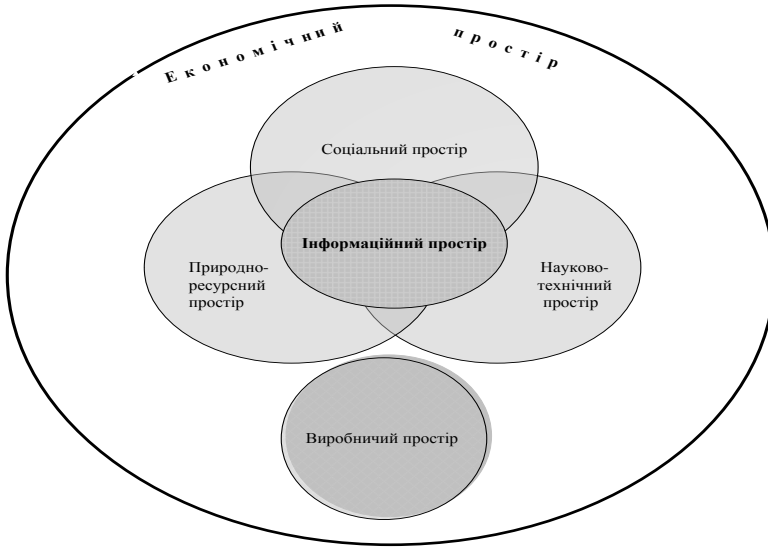 Економічний простір
Соціальний простір
Інформаційний простір
Природно-
ресурсний
простір
Науково-
технічний
простір
Виробничий простір